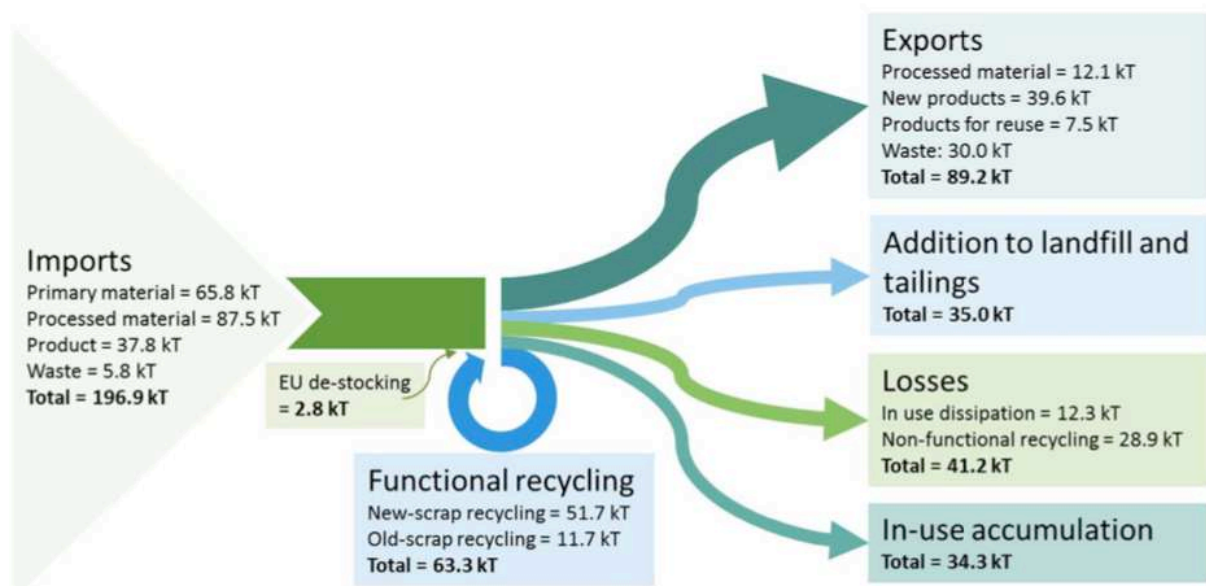 Imports
Primary material = 65.8 kT
Processed material = 87.5 kT
Product = 37.8 kT
Waste = 5.8 kT
Total = 196.9 kT
EU de-stocking
= 2.8 kT
Functional recycling
New-scrap recycling = 51.7 kT
Old-scrap recycling = 11.7 kT
Total = 63.3 kT
Exports
Processed material = 12.1 kT
New products = 39.6 kT
Products for reuse = 7.5 kT
Waste: 30.0 kT
Total = 89.2 kT
Addition to landfill and
tailings
Total = 35.0 kT
Losses
In use dissipation = 12.3 kT
Non-functional recycling = 28.9 kT
Total = 41.2 kT
In-use accumulation
Total = 34.3 kT